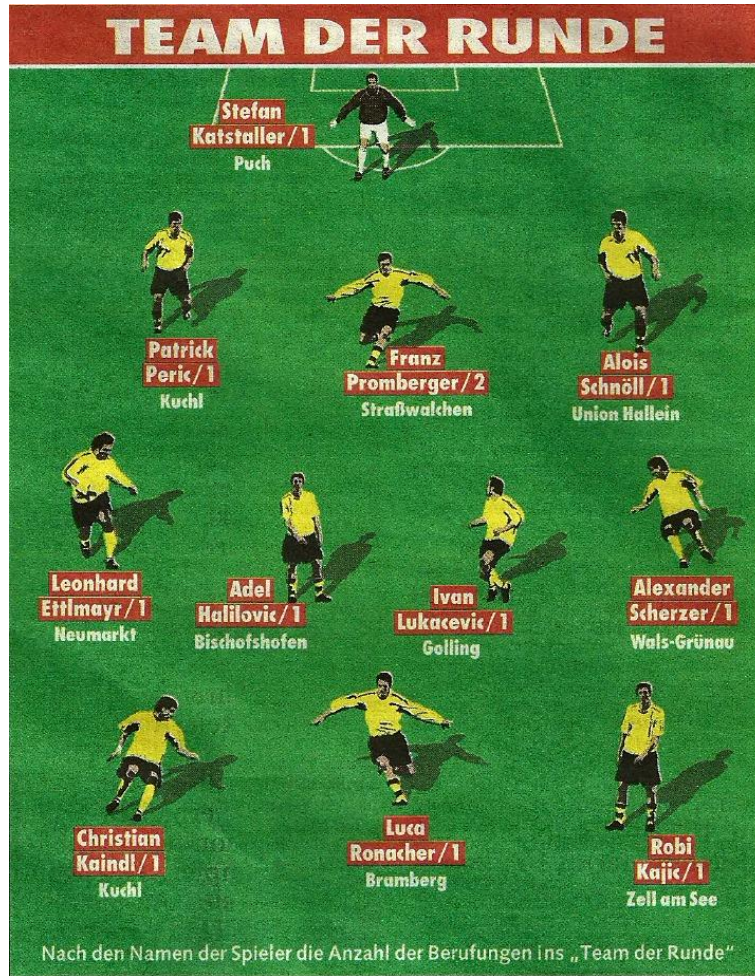 TEAM DER RUNDE
Stefan
Katstaller/1
Puch
Patrick
Peric/1
Kuchl
Franz
Promberger/2
Straßwalchen
Alois
Schnöll/1
Union Hallein
Leonhard
Ettlmayr/1
Neumarkt
Adel
Halilovic/1
Bischofshofen
Ivan
Lukacevic/1
Golling
Alexander
Scherzer/1
Wals-Grünau
Christian
Kaindl/1
Kuchl
Luca
Ronacher/1
Bramberg
Robi
Kajic/1
Zell am See
Nach den Namen der Spieler die Anzahl der Berufungen ins „Team der Runde“